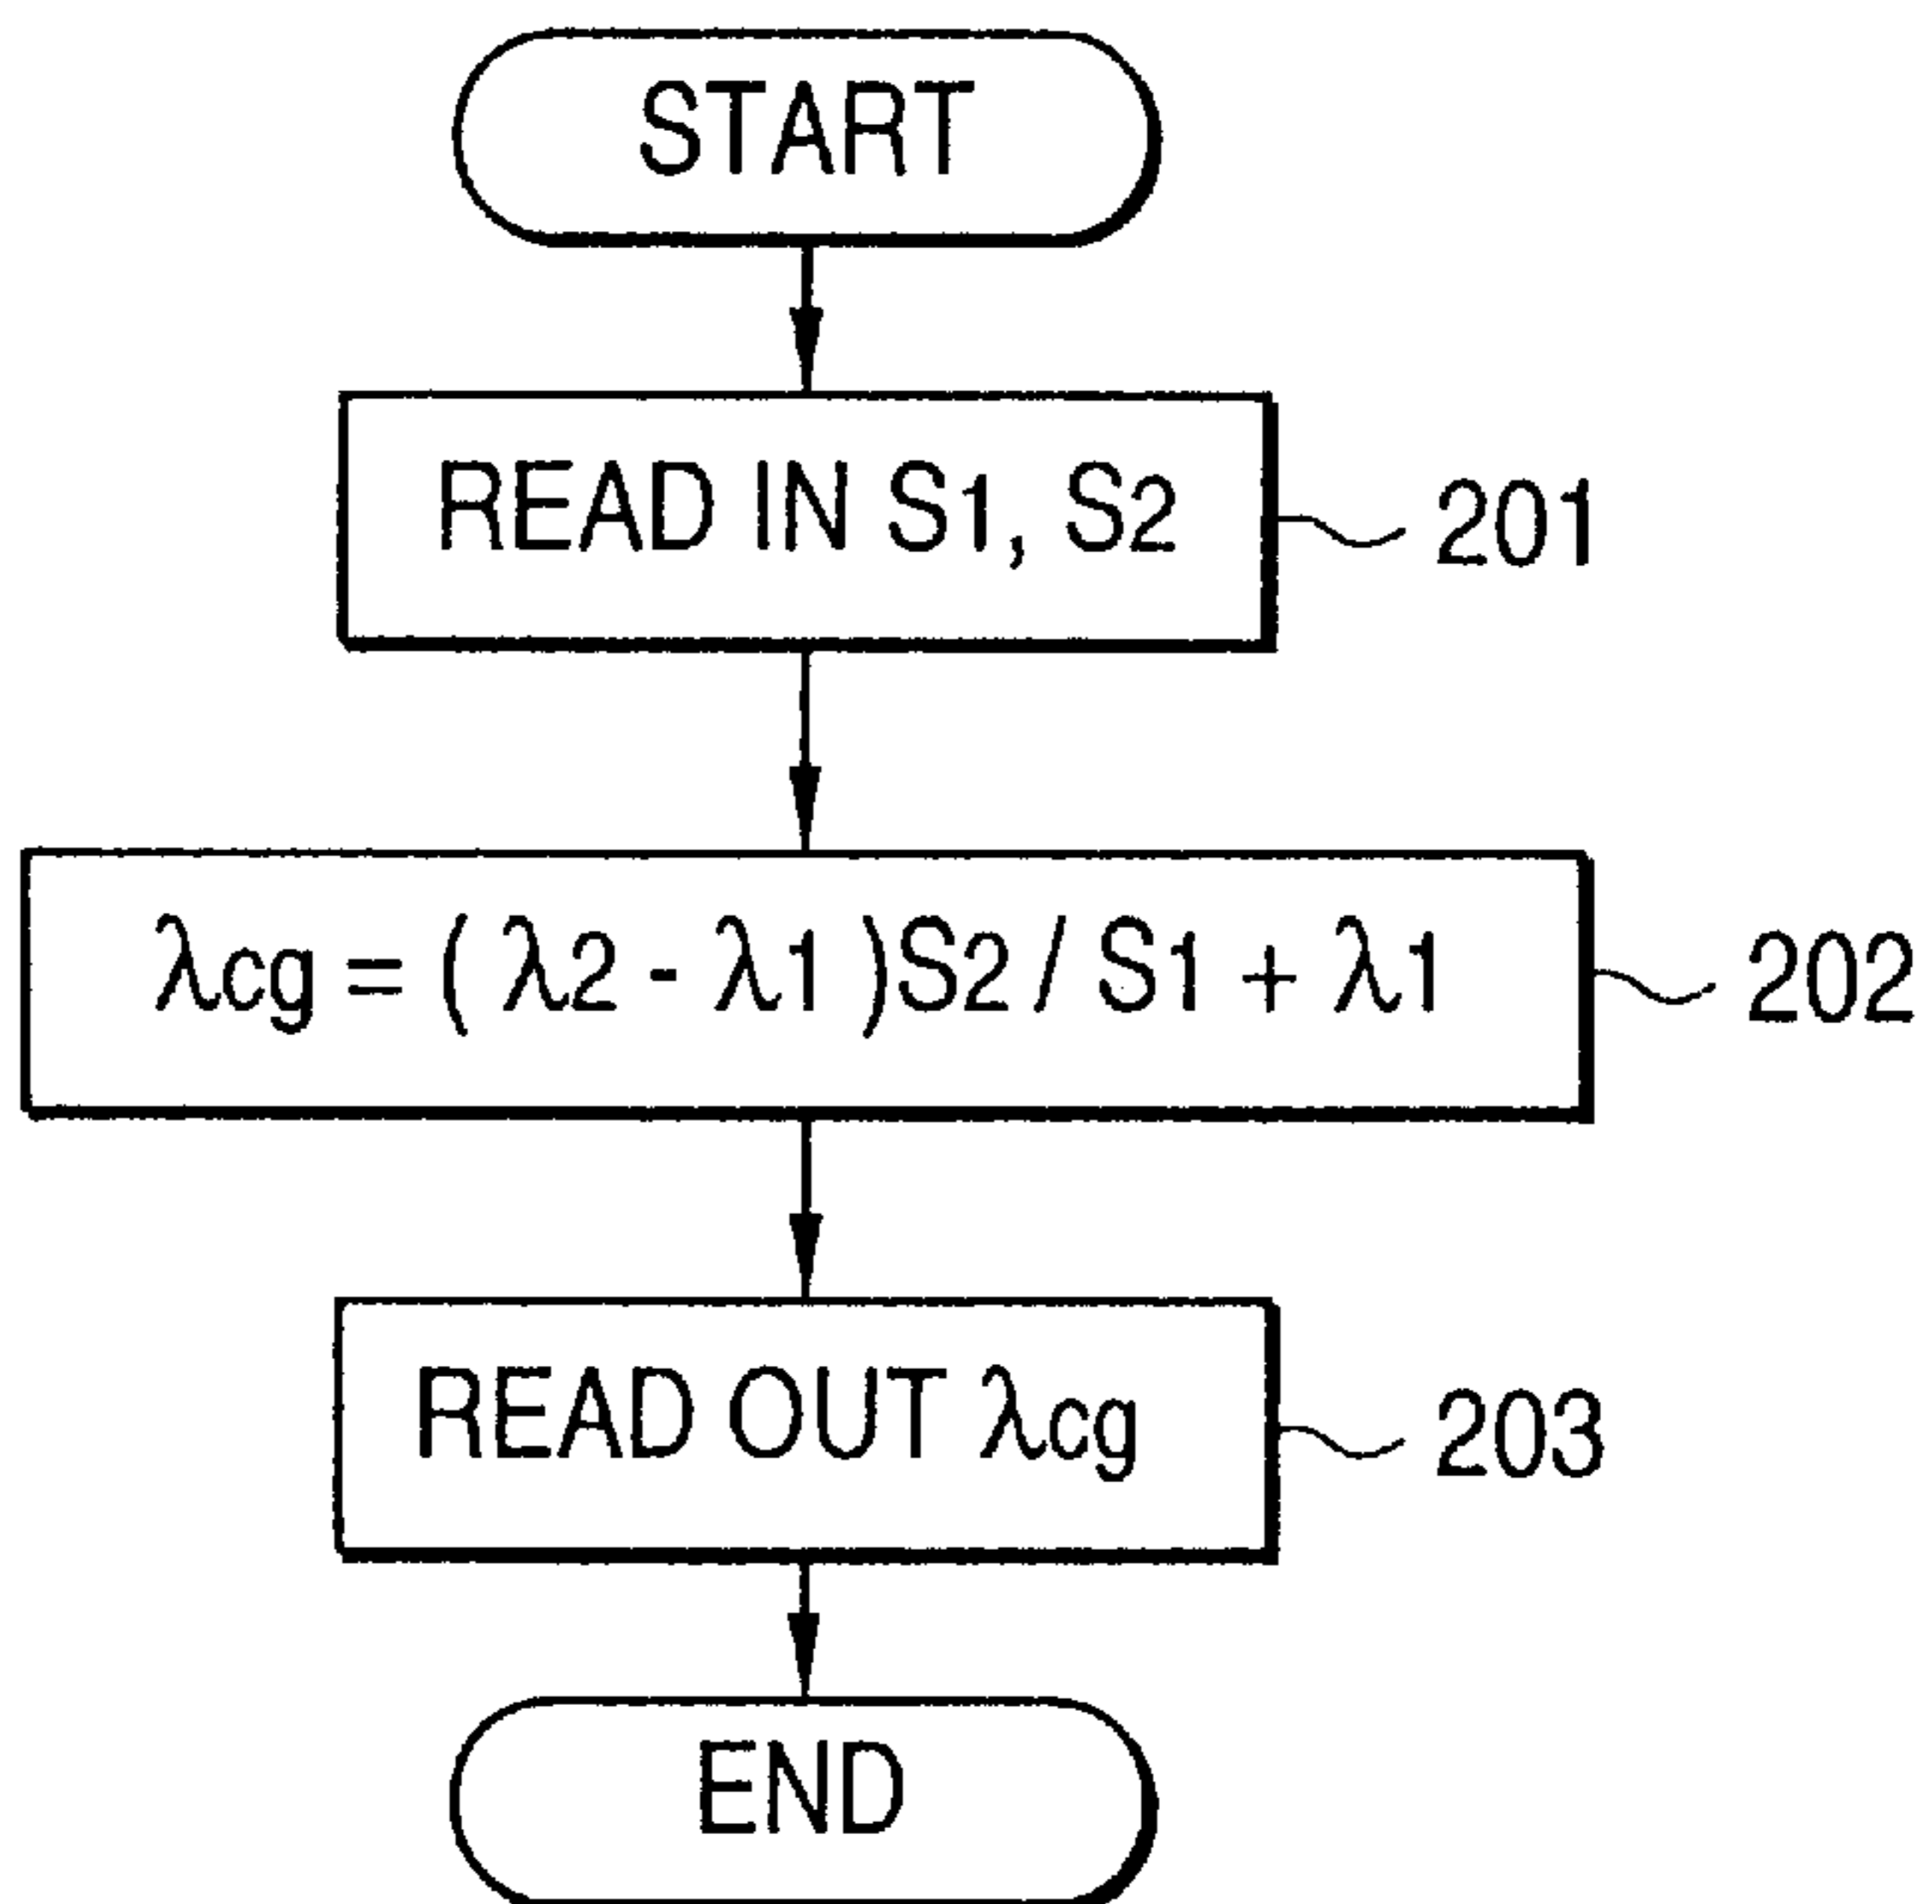 START
READ IN S1, S2
201
λcg = ( λ2 - λ1 )S2 / S1 + λ1
202
READ OUT λcg
203
END